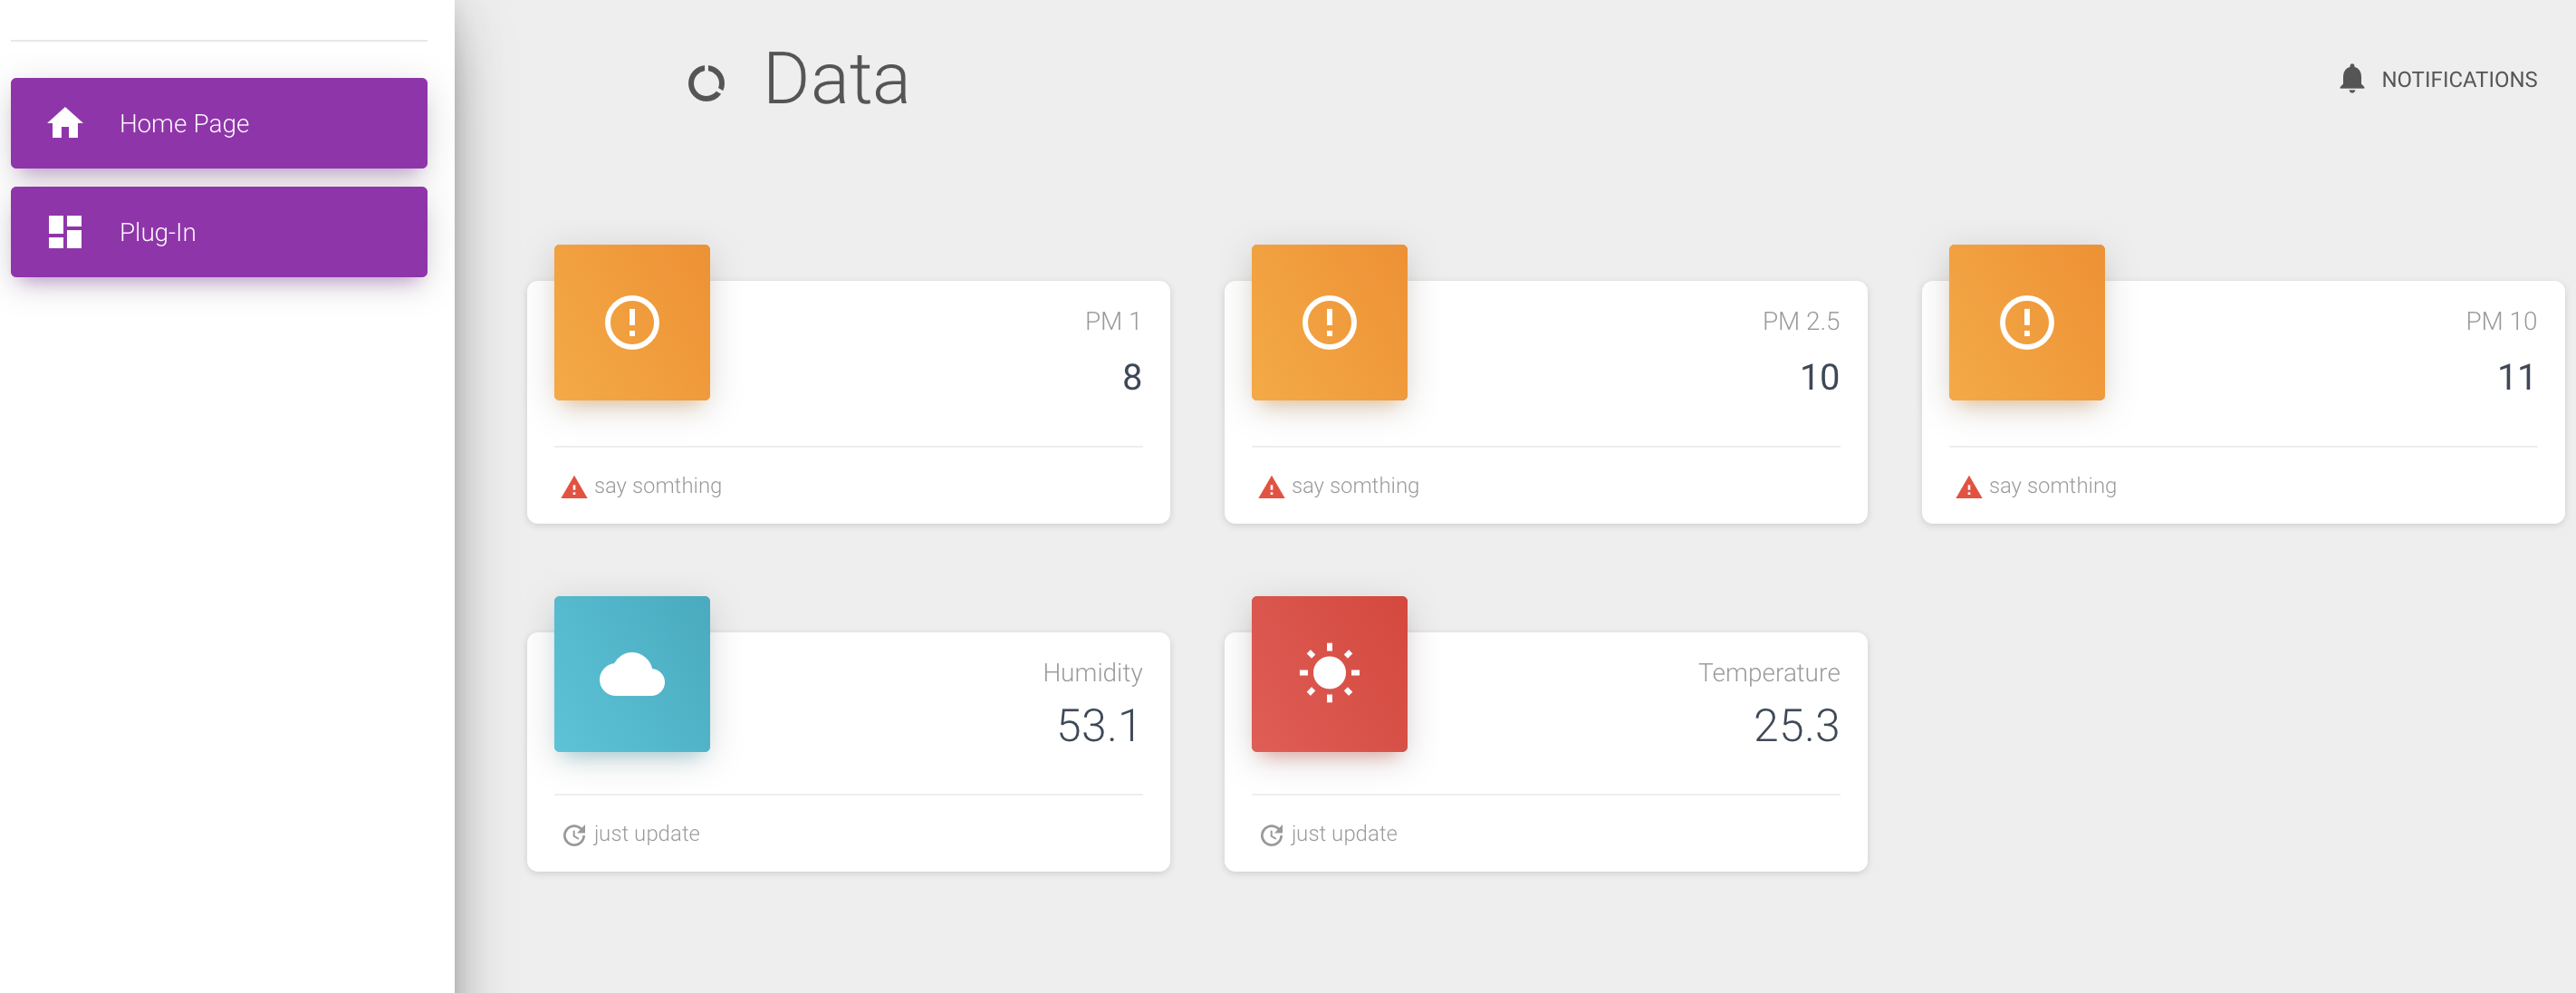 Home Page
Plug-In
Data
NOTIFICATIONS
PM 1
8
say somthing
PM 2.5
10
say somthing
PM 10
11
say somthing
Humidity
53.1
just update
Temperature
25.3
just update